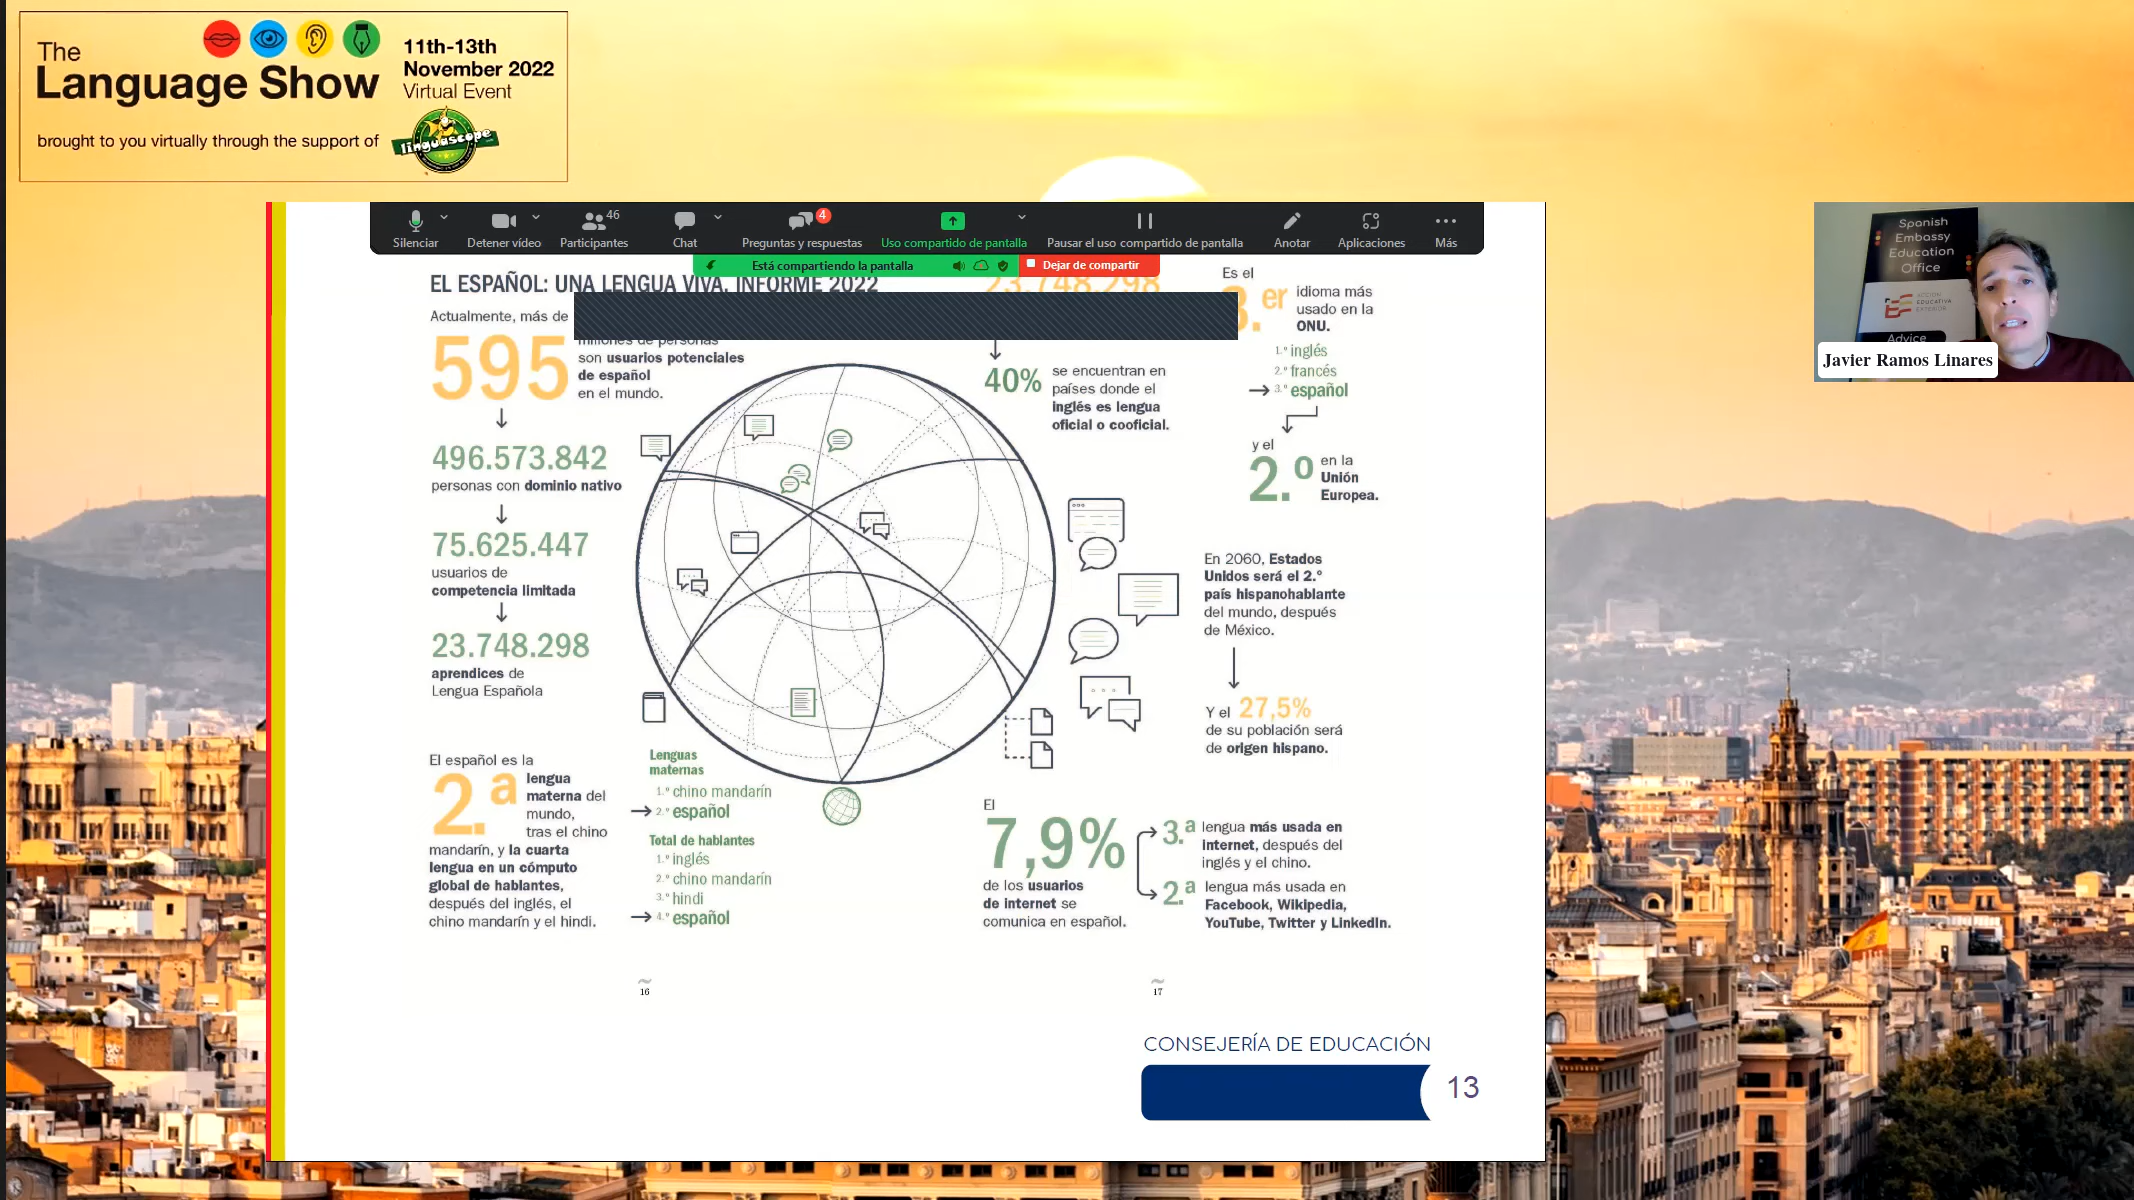 The
Language Show
11th-13th
November 2022
Virtual Event
brought to you virtually through the support of
linguascope
46
4
Silenciar
Detener vídeo
Participantes
Chat
Preguntas y respuestas
Uso compartido de pantalla
Pausar el uso compartido de pantalla
Anotar
Aplicaciones
Más
Está compartiendo la pantalla
Dejar de compartir
EL ESPAÑOL: UNA LENGUA VIVA. INFORME 2022
Actualmente, más de
595
millones de personas
son usuarios potenciales
de español
en el mundo.
496.573.842
personas con dominio nativo
75.625.447
usuarios de
competencia limitada
23.748.298
aprendices de
Lengua Española
El español es la
2.ª
lengua
materna del
mundo,
tras el chino
mandarín, y la cuarta
lengua en un cómputo
global de hablantes,
después del inglés, el
chino mandarín y el hindi.
Lenguas
maternas
1.º chino mandarín
2.º español
Total de hablantes
1.º inglés
2.º chino mandarín
3.º hindi
4.º español
16
23.748.298
40%
se encuentran en
países donde el
inglés es lengua
oficial o cooficial.
Es el
3.er
idioma más
usado en la
ONU.
1.º inglés
2.º francés
3.º español
y el
2.º
en la
Unión
Europea.
En 2060, Estados
Unidos será el 2.º
país hispanohablante
del mundo, después
de México.
Y el 27,5%
de su población será
de origen hispano.
El
7,9%
de los usuarios
de internet se
comunica en español.
3.ª
lengua más usada en
internet, después del
inglés y el chino.
2.ª
lengua más usada en
Facebook, Wikipedia,
YouTube, Twitter y LinkedIn.
17
CONSEJERÍA DE EDUCACIÓN
13
Spanish
Embassy
Education
Office
ACCIÓN
EDUCATIVA
EXTERIOR
Advice
Javier Ramos Linares